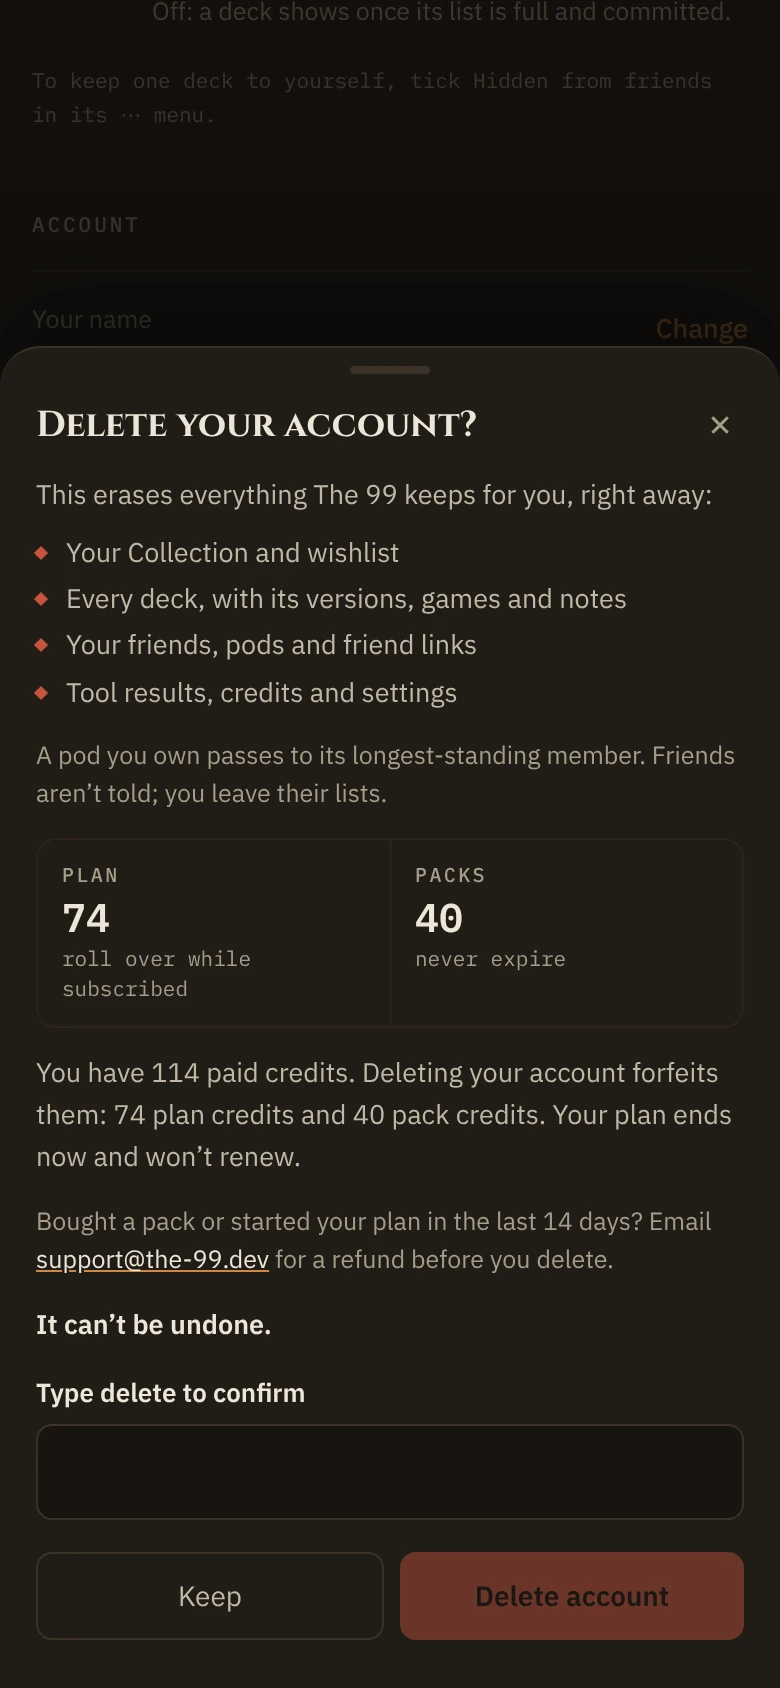 Off: a deck shows once its list is full and committed.
To keep one deck to yourself, tick Hidden from friends
in its ··· menu.
ACCOUNT
Your name
Change
DELETE YOUR ACCOUNT?
This erases everything The 99 keeps for you, right away:
Your Collection and wishlist
Every deck, with its versions, games and notes
Your friends, pods and friend links
Tool results, credits and settings
A pod you own passes to its longest-standing member. Friends
aren’t told; you leave their lists.
PLAN
74
roll over while
subscribed
PACKS
40
never expire
You have 114 paid credits. Deleting your account forfeits
them: 74 plan credits and 40 pack credits. Your plan ends
now and won’t renew.
Bought a pack or started your plan in the last 14 days? Email
support@the-99.dev for a refund before you delete.
It can’t be undone.
Type delete to confirm
Keep
Delete account